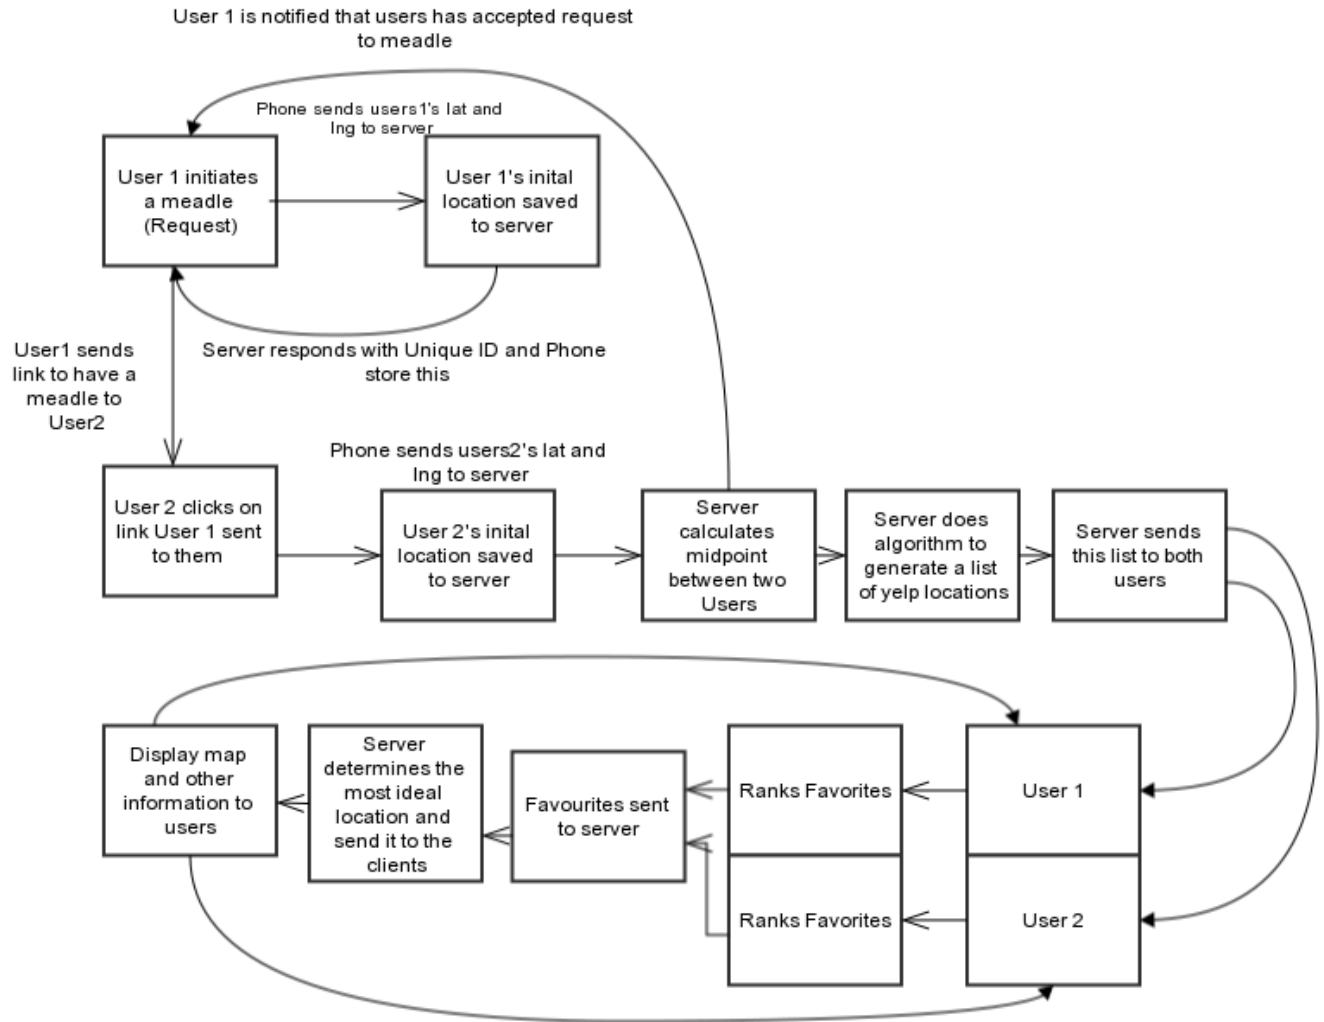 User 1 is notified that users has accepted request
to meadle
Phone sends users1's lat and
lng to server
User 1 initiates
a meadle
(Request)
User 1's inital
location saved
to server
User1 sends
link to have a
meadle to
User2
Server responds with Unique ID and Phone
store this
Phone sends users2's lat and
lng to server
User 2 clicks on
link User 1 sent
to them
User 2's inital
location saved
to server
Server
calculates
midpoint
between two
Users
Server does
algorithm to
generate a list
of yelp locations
Server sends
this list to both
users
Display map
and other
information to
users
Server
determines the
most ideal
location and
send it to the
clients
Favourites sent
to server
Ranks Favorites
User 1
Ranks Favorites
User 2